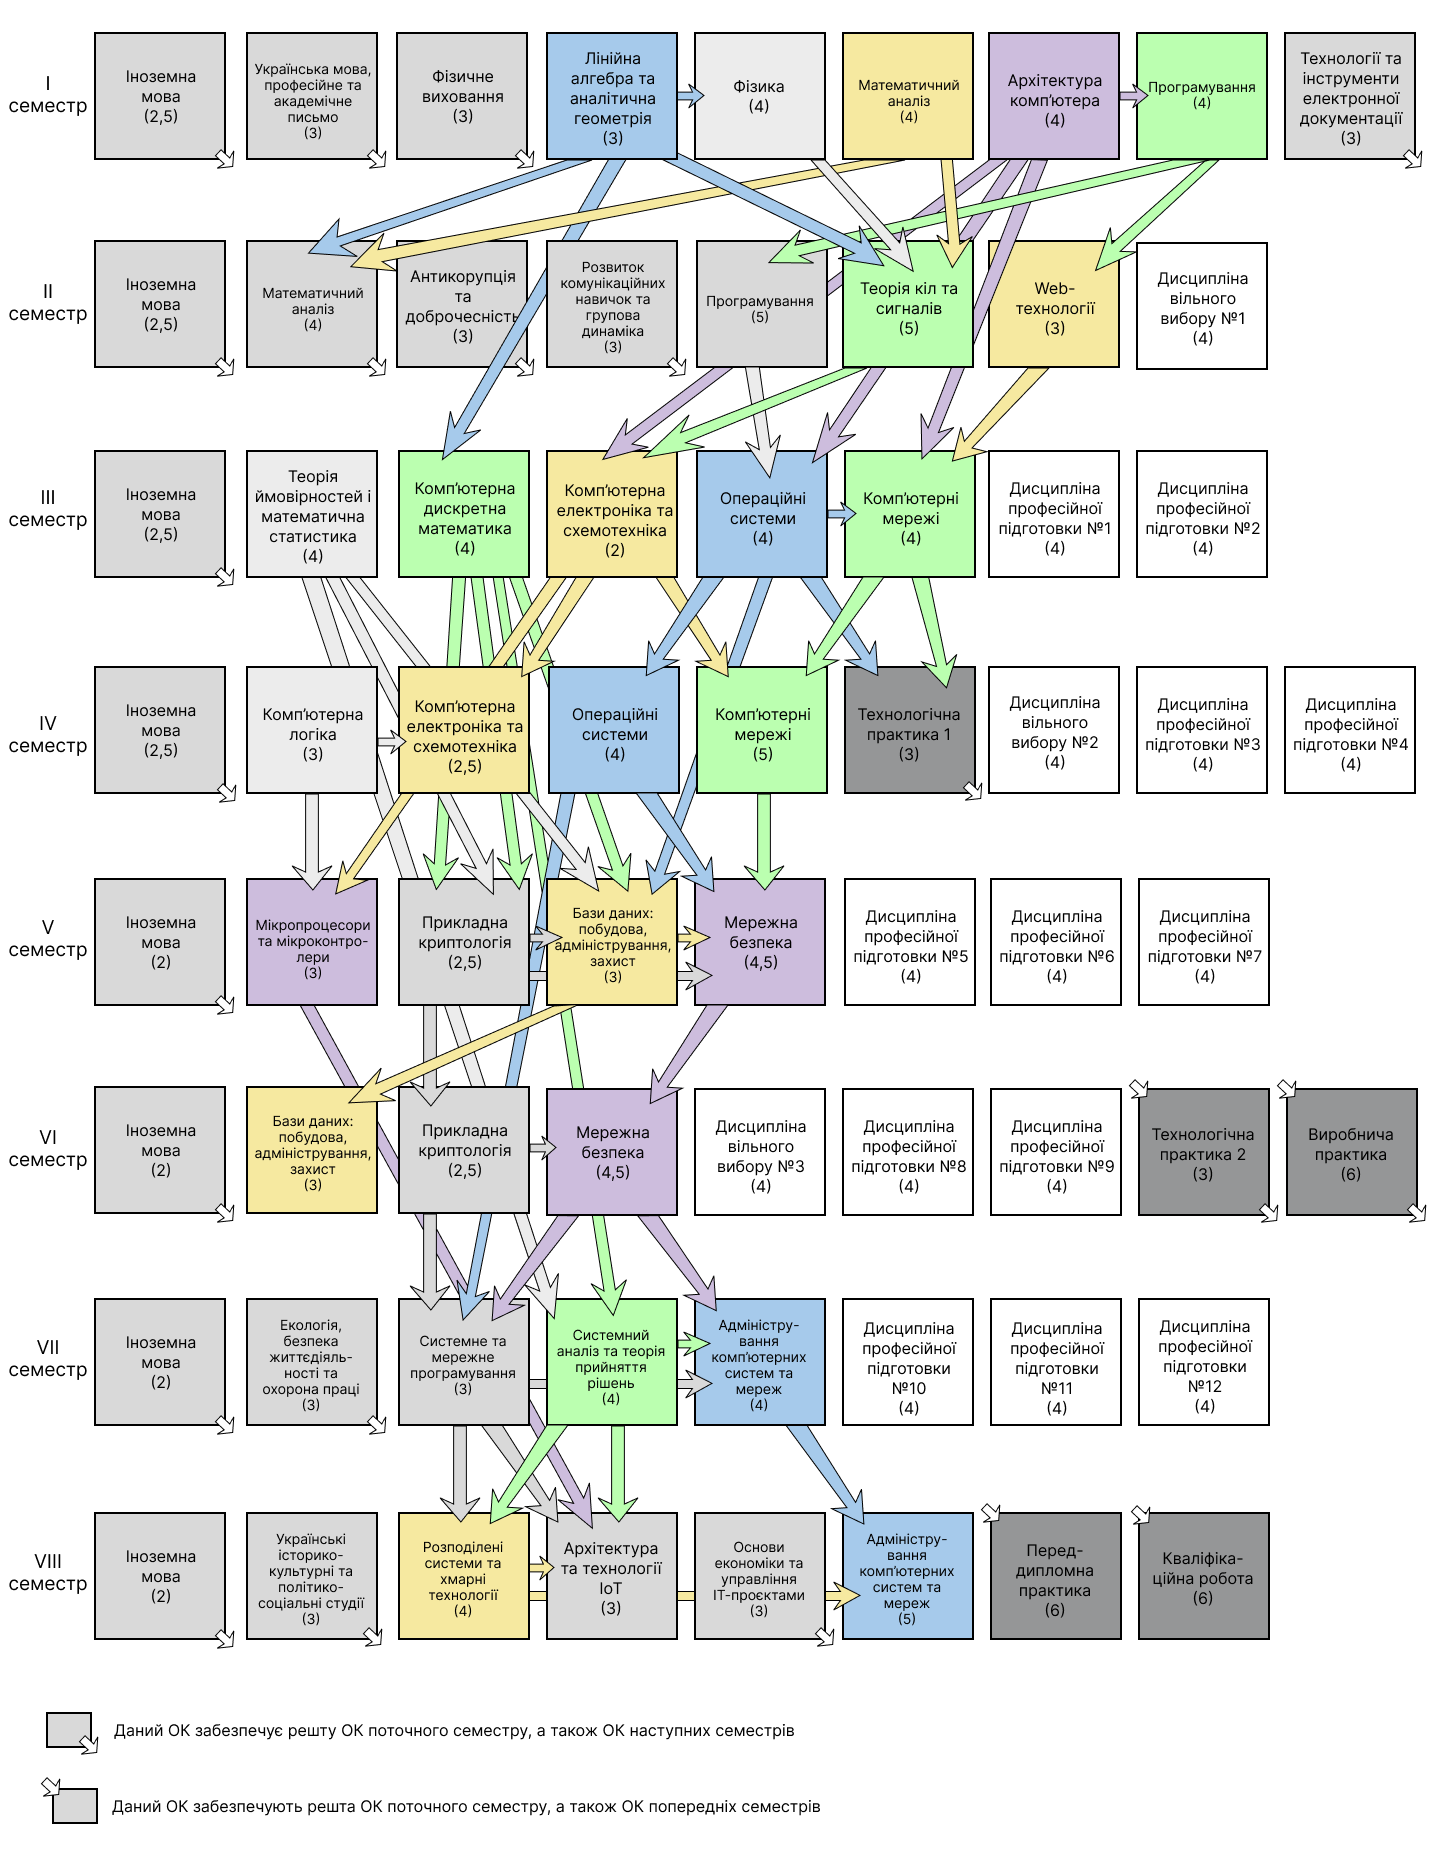 I
семестр
Іноземна
мова
(2,5)
Українська мова,
професійне та
академічне
письмо
(3)
Фізичне
виховання
(3)
Лінійна
алгебра та
аналітична
геометрія
(3)
Фізика
(4)
Математичний
аналіз
(4)
Архітектура
комп’ютера
(4)
Програмування
(4)
Технології та
інструменти
електронної
документації
(3)
II
семестр
Іноземна
мова
(2,5)
Математичний
аналіз
(4)
Антикорупція
та
доброчесність
(3)
Розвиток
комунікаційних
навичок та
групова
динаміка
(3)
Програмування
(5)
Теорія кіл та
сигналів
(5)
Web-
технології
(3)
Дисципліна
вільного
вибору №1
(4)
III
семестр
Іноземна
мова
(2,5)
Теорія
ймовірностей і
математична
статистика
(4)
Комп’ютерна
дискретна
математика
(4)
Комп’ютерна
електроніка та
схемотехніка
(2)
Операційні
системи
(4)
Комп’ютерні
мережі
(4)
Дисципліна
професійної
підготовки №1
(4)
Дисципліна
професійної
підготовки №2
(4)
IV
семестр
Іноземна
мова
(2,5)
Комп’ютерна
логіка
(3)
Комп’ютерна
електроніка та
схемотехніка
(2,5)
Операційні
системи
(4)
Комп’ютерні
мережі
(5)
Технологічна
практика 1
(3)
Дисципліна
вільного
вибору №2
(4)
Дисципліна
професійної
підготовки №3
(4)
Дисципліна
професійної
підготовки №4
(4)
V
семестр
Іноземна
мова
(2)
Мікропроцесори
та мікроконтро-
лери
(3)
Прикладна
криптологія
(2,5)
Бази даних:
побудова,
адміністрування,
захист
(3)
Мережна
безпека
(4,5)
Дисципліна
професійної
підготовки №5
(4)
Дисципліна
професійної
підготовки №6
(4)
Дисципліна
професійної
підготовки №7
(4)
VI
семестр
Іноземна
мова
(2)
Бази даних:
побудова,
адміністрування,
захист
(3)
Прикладна
криптологія
(2,5)
Мережна
безпека
(4,5)
Дисципліна
вільного
вибору №3
(4)
Дисципліна
професійної
підготовки №8
(4)
Дисципліна
професійної
підготовки №9
(4)
Технологічна
практика 2
(3)
Виробнича
практика
(6)
VII
семестр
Іноземна
мова
(2)
Екологія,
безпека
життєдіяль-
ності та
охорона праці
(3)
Системне та
мережне
програмування
(3)
Системний
аналіз та теорія
прийняття
рішень
(4)
Адміністру-
вання
комп’ютерних
систем та
мереж
(4)
Дисципліна
професійної
підготовки
№10
(4)
Дисципліна
професійної
підготовки
№11
(4)
Дисципліна
професійної
підготовки
№12
(4)
VIII
семестр
Іноземна
мова
(2)
Українські
історико-
культурні та
політико-
соціальні студії
(3)
Розподілені
системи та
хмарні
технології
(4)
Архітектура
та технології
IoT
(3)
Основи
економіки та
управління
ІТ-проєктами
(3)
Адміністру-
вання
комп’ютерних
систем та
мереж
(5)
Перед-
дипломна
практика
(6)
Кваліфіка-
ційна робота
(6)
Даний ОК забезпечує решту ОК поточного семестру, а також ОК наступних семестрів
Даний ОК забезпечують решта ОК поточного семестру, а також ОК попередніх семестрів